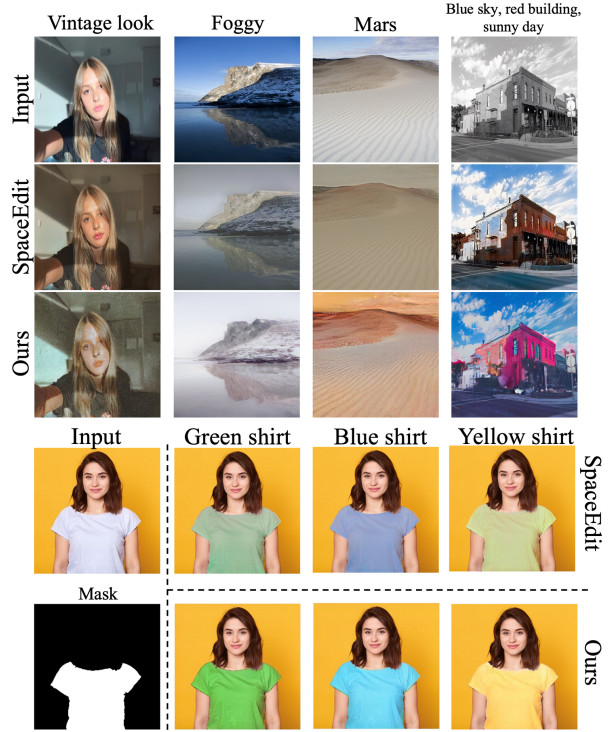 Vintage look
Foggy
Mars
Blue sky, red building,
sunny day
Input
SpaceEdit
Ours
Input
Green shirt
Blue shirt
Yellow shirt
SpaceEdit
Mask
Ours